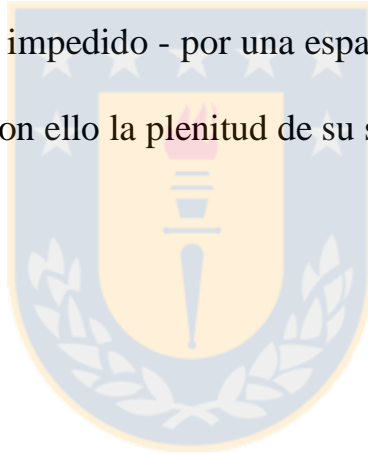 impedido - por una espa
on ello la plenitud de su s